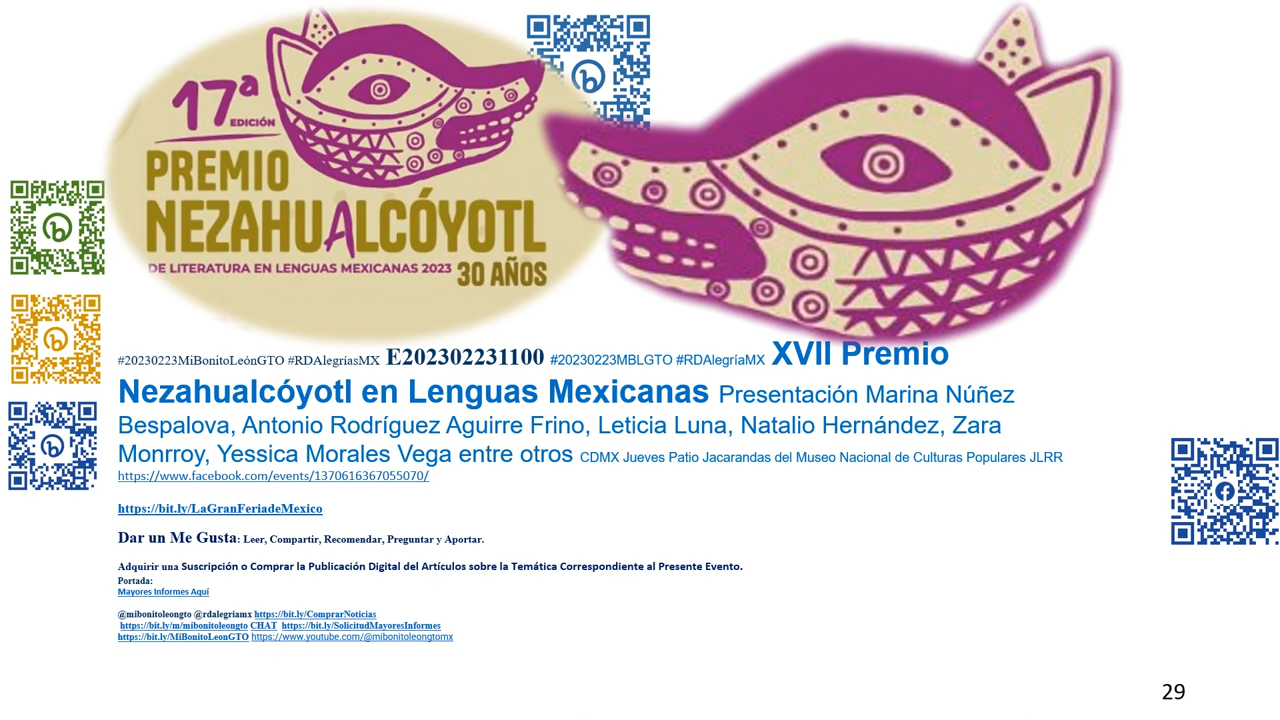 17ª EDICIÓN
PREMIO
NEZAHUALCÓYOTL
DE LITERATURA EN LENGUAS MEXICANAS 2023 30 AÑOS
#20230223MiBonitoLeónGTO #RDAlegríasMX E202302231100 #20230223MBLGTO #RDAlegríaMX XVII Premio
Nezahualcóyotl en Lenguas Mexicanas Presentación Marina Núñez
Bespalova, Antonio Rodríguez Aguirre Frino, Leticia Luna, Natalio Hernández, Zara
Monrroy, Yessica Morales Vega entre otros CDMX Jueves Patio Jacarandas del Museo Nacional de Culturas Populares JLRR
https://www.facebook.com/events/1370616367055070/
https://bit.ly/LaGranFeriadeMexico
Dar un Me Gusta: Leer, Compartir, Recomendar, Preguntar y Aportar.
Adquirir una Suscripción o Comprar la Publicación Digital del Artículos sobre la Temática Correspondiente al Presente Evento.
Portada:
Mayores Informes Aquí
@mibonitoleongto @rdalegriamx https://bit.ly/ComprarNoticias
https://bit.ly/m/mibonitoleongto CHAT https://bit.ly/SolicitudMayoresInformes
https://bit.ly/MiBonitoLeonGTO https://www.youtube.com/@mibonitoleongtomx
29